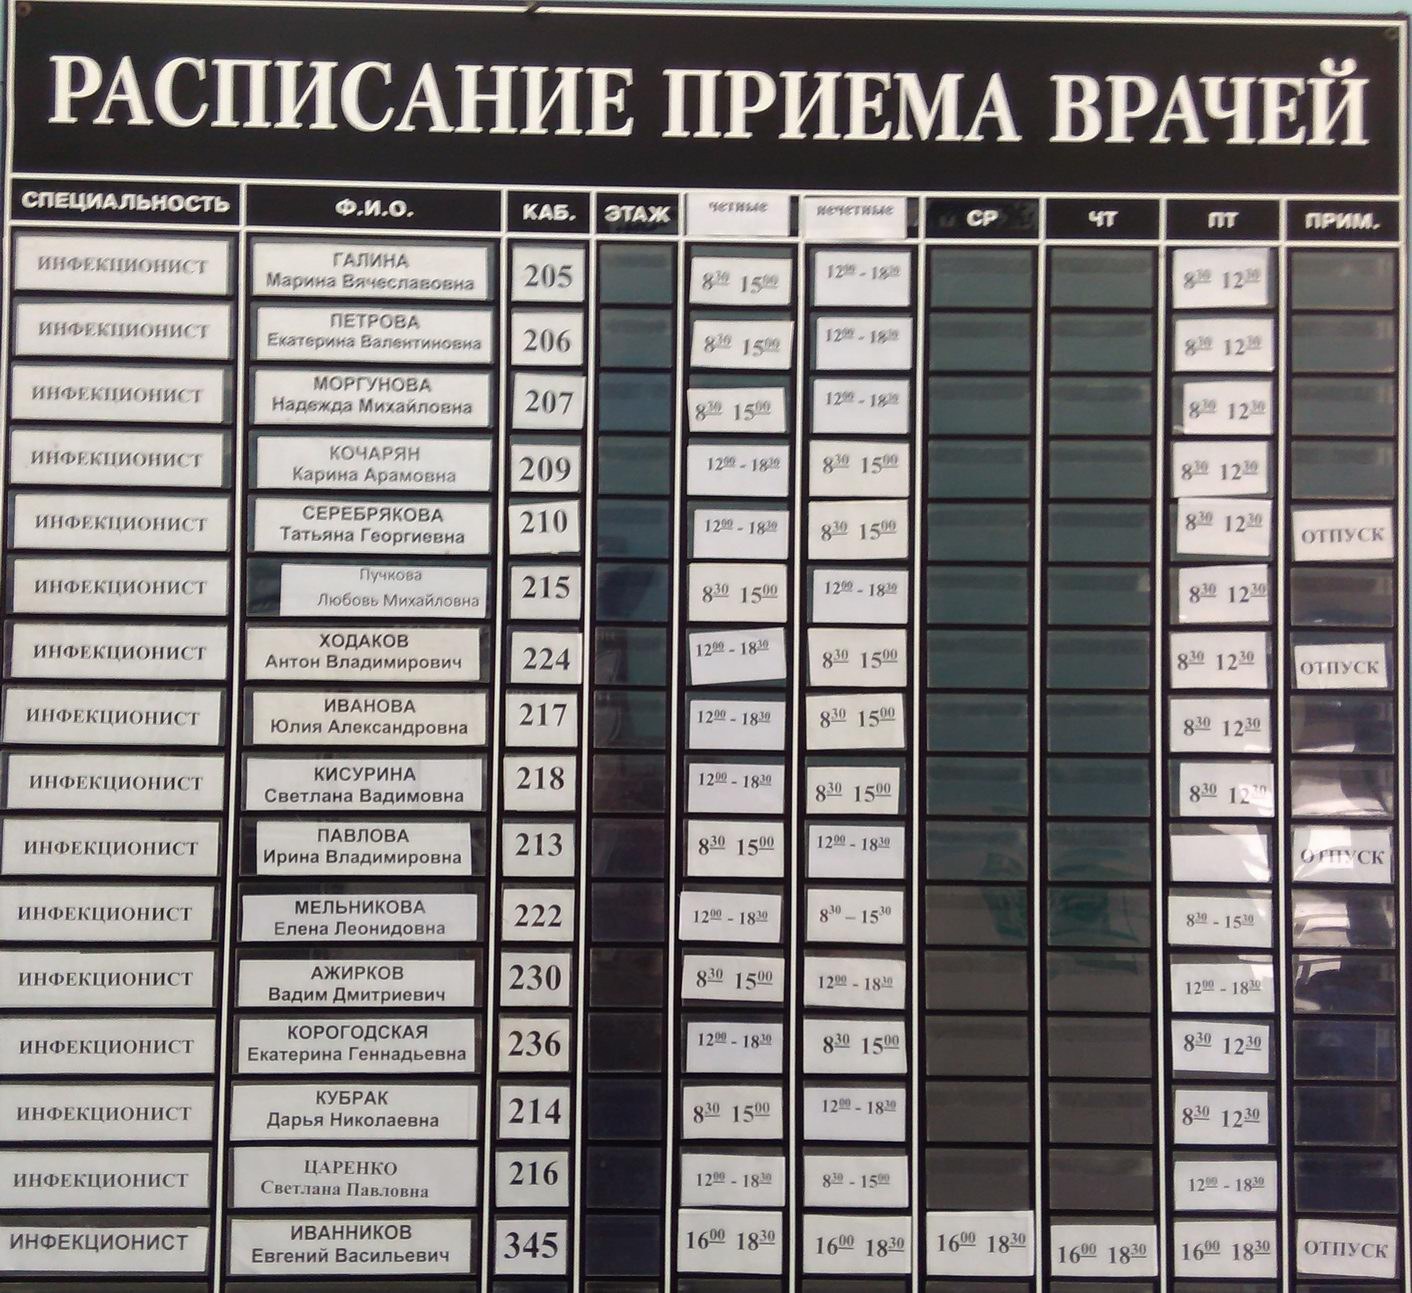 РАСПИСАНИЕ ПРИЕМА ВРАЧЕЙ
СПЕЦИАЛЬНОСТЬ Ф.И.О. КАБ. ЭТАЖ четные нечетные СР ЧТ ПТ ПРИМ.
ИНФЕКЦИОНИСТ ГАЛИНА Марина Вячеславовна 205 8³⁰ 15⁰⁰ 12⁰⁰ - 18³⁰ 8³⁰ 12³⁰
ИНФЕКЦИОНИСТ ПЕТРОВА Екатерина Валентиновна 206 8³⁰ 15⁰⁰ 12⁰⁰ - 18³⁰ 8³⁰ 12³⁰
ИНФЕКЦИОНИСТ МОРГУНОВА Надежда Михайловна 207 8³⁰ 15⁰⁰ 12⁰⁰ - 18³⁰ 8³⁰ 12³⁰
ИНФЕКЦИОНИСТ КОЧАРЯН Карина Арамовна 209 12⁰⁰ - 18³⁰ 8³⁰ 15⁰⁰ 8³⁰ 12³⁰
ИНФЕКЦИОНИСТ СЕРЕБРЯКОВА Татьяна Георгиевна 210 12⁰⁰ - 18³⁰ 8³⁰ 15⁰⁰ 8³⁰ 12³⁰ ОТПУСК
ИНФЕКЦИОНИСТ Пучкова Любовь Михайловна 215 8³⁰ 15⁰⁰ 12⁰⁰ - 18³⁰ 8³⁰ 12³⁰
ИНФЕКЦИОНИСТ ХОДАКОВ Антон Владимирович 224 12⁰⁰ - 18³⁰ 8³⁰ 15⁰⁰ 8³⁰ 12³⁰ ОТПУСК
ИНФЕКЦИОНИСТ ИВАНОВА Юлия Александровна 217 12⁰⁰ - 18³⁰ 8³⁰ 15⁰⁰ 8³⁰ 12³⁰
ИНФЕКЦИОНИСТ КИСУРИНА Светлана Вадимовна 218 12⁰⁰ - 18³⁰ 8³⁰ 15⁰⁰ 8³⁰ 12³⁰
ИНФЕКЦИОНИСТ ПАВЛОВА Ирина Владимировна 213 8³⁰ 15⁰⁰ 12⁰⁰ - 18³⁰ ОТПУСК
ИНФЕКЦИОНИСТ МЕЛЬНИКОВА Елена Леонидовна 222 12⁰⁰ - 18³⁰ 8³⁰ – 15³⁰ 8³⁰ - 15³⁰
ИНФЕКЦИОНИСТ АЖИРКОВ Вадим Дмитриевич 230 8³⁰ 15⁰⁰ 12⁰⁰ - 18³⁰ 12⁰⁰ - 18³⁰
ИНФЕКЦИОНИСТ КОРОГОДСКАЯ Екатерина Геннадьевна 236 12⁰⁰ - 18³⁰ 8³⁰ 15⁰⁰ 8³⁰ 12³⁰
ИНФЕКЦИОНИСТ КУБРАК Дарья Николаевна 214 8³⁰ 15⁰⁰ 12⁰⁰ - 18³⁰ 8³⁰ 12³⁰
ИНФЕКЦИОНИСТ ЦАРЕНКО Светлана Павловна 216 12⁰⁰ - 18³⁰ 8³⁰ - 15⁰⁰ 12⁰⁰ - 18³⁰
ИНФЕКЦИОНИСТ ИВАННИКОВ Евгений Васильевич 345 16⁰⁰ 18³⁰ 16⁰⁰ 18³⁰ 16⁰⁰ 18³⁰ 16⁰⁰ 18³⁰ 16⁰⁰ 18³⁰ ОТПУСК